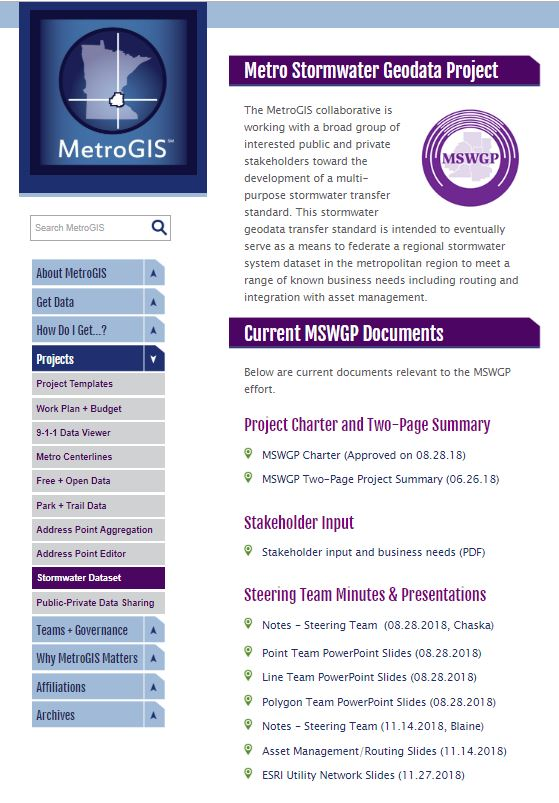 MetroGIS SM
Search MetroGIS
About MetroGIS
Get Data
How Do I Get...?
Projects
Project Templates
Work Plan + Budget
9-1-1 Data Viewer
Metro Centerlines
Free + Open Data
Park + Trail Data
Address Point Aggregation
Address Point Editor
Stormwater Dataset
Public-Private Data Sharing
Teams + Governance
Why MetroGIS Matters
Affiliations
Archives
Metro Stormwater Geodata Project
The MetroGIS collaborative is
working with a broad group of
interested public and private
stakeholders toward the
development of a multi-
purpose stormwater transfer
standard. This stormwater
geodata transfer standard is intended to eventually
serve as a means to federate a regional stormwater
system dataset in the metropolitan region to meet a
range of known business needs including routing and
integration with asset management.
MSWGP
Current MSWGP Documents
Below are current documents relevant to the MSWGP
effort.
Project Charter and Two-Page Summary
MSWGP Charter (Approved on 08.28.18)
MSWGP Two-Page Project Summary (06.26.18)
Stakeholder Input
Stakeholder input and business needs (PDF)
Steering Team Minutes & Presentations
Notes - Steering Team (08.28.2018, Chaska)
Point Team PowerPoint Slides (08.28.2018)
Line Team PowerPoint Slides (08.28.2018)
Polygon Team PowerPoint Slides (08.28.2018)
Notes - Steering Team (11.14.2018, Blaine)
Asset Management/Routing Slides (11.14.2018)
ESRI Utility Network Slides (11.27.2018)